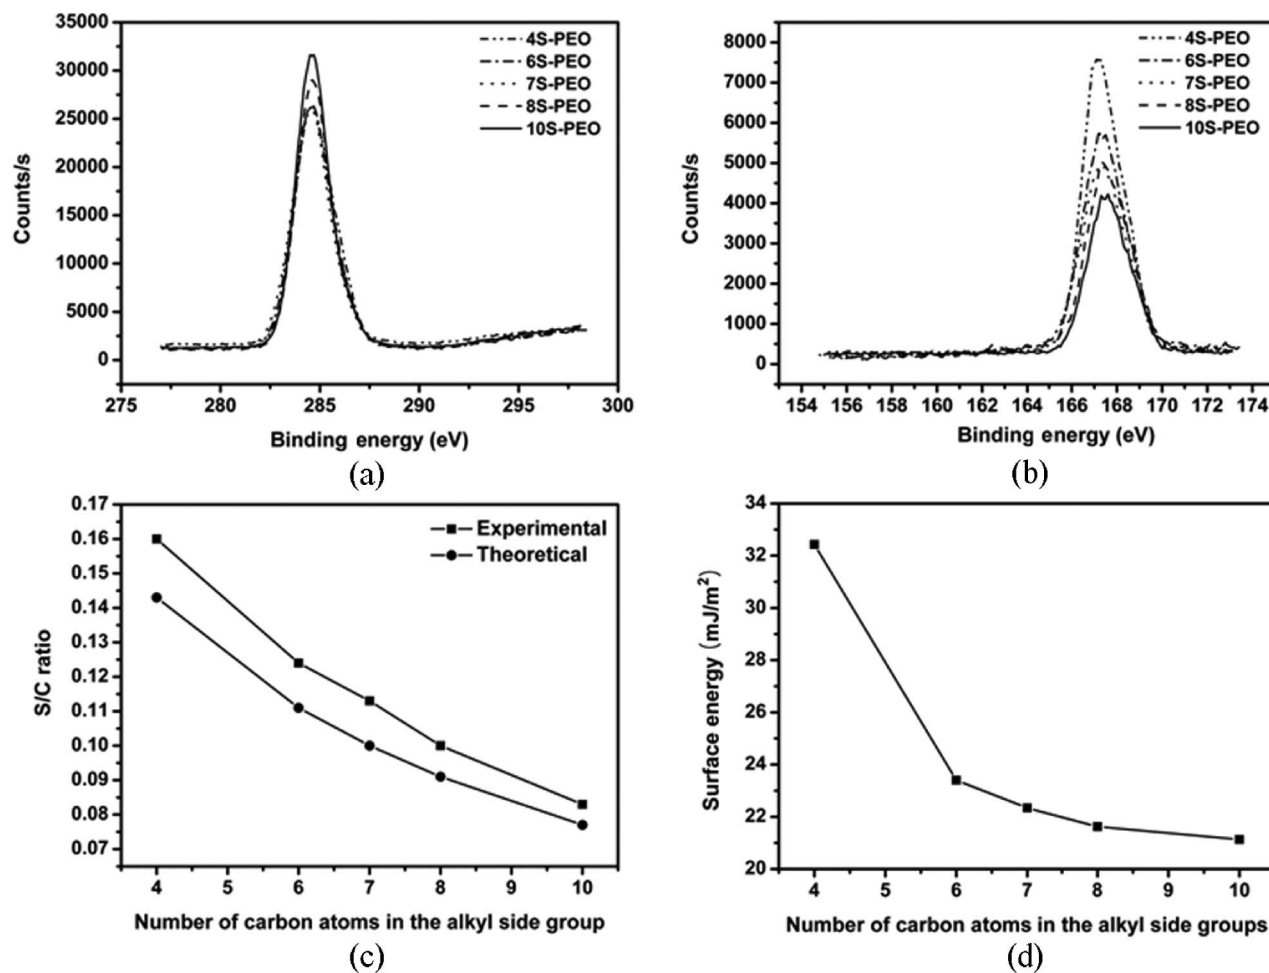 35000
30000
25000
20000
15000
10000
5000
0
Counts/s
4S-PEO
6S-PEO
7S-PEO
8S-PEO
10S-PEO
275 280 285 290 295 300
Binding energy (eV)
(a)
8000
7000
6000
5000
4000
3000
2000
1000
0
Counts/s
4S-PEO
6S-PEO
7S-PEO
8S-PEO
10S-PEO
154 156 158 160 162 164 166 168 170 172 174
Binding energy (eV)
(b)
0.17
0.16
0.15
0.14
0.13
0.12
0.11
0.10
0.09
0.08
0.07
S/C ratio
Experimental
Theoretical
4 5 6 7 8 9 10
Number of carbon atoms in the alkyl side group
(c)
34
32
30
28
26
24
22
20
Surface energy (mJ/m²)
4 5 6 7 8 9 10
Number of carbon atoms in the alkyl side groups
(d)